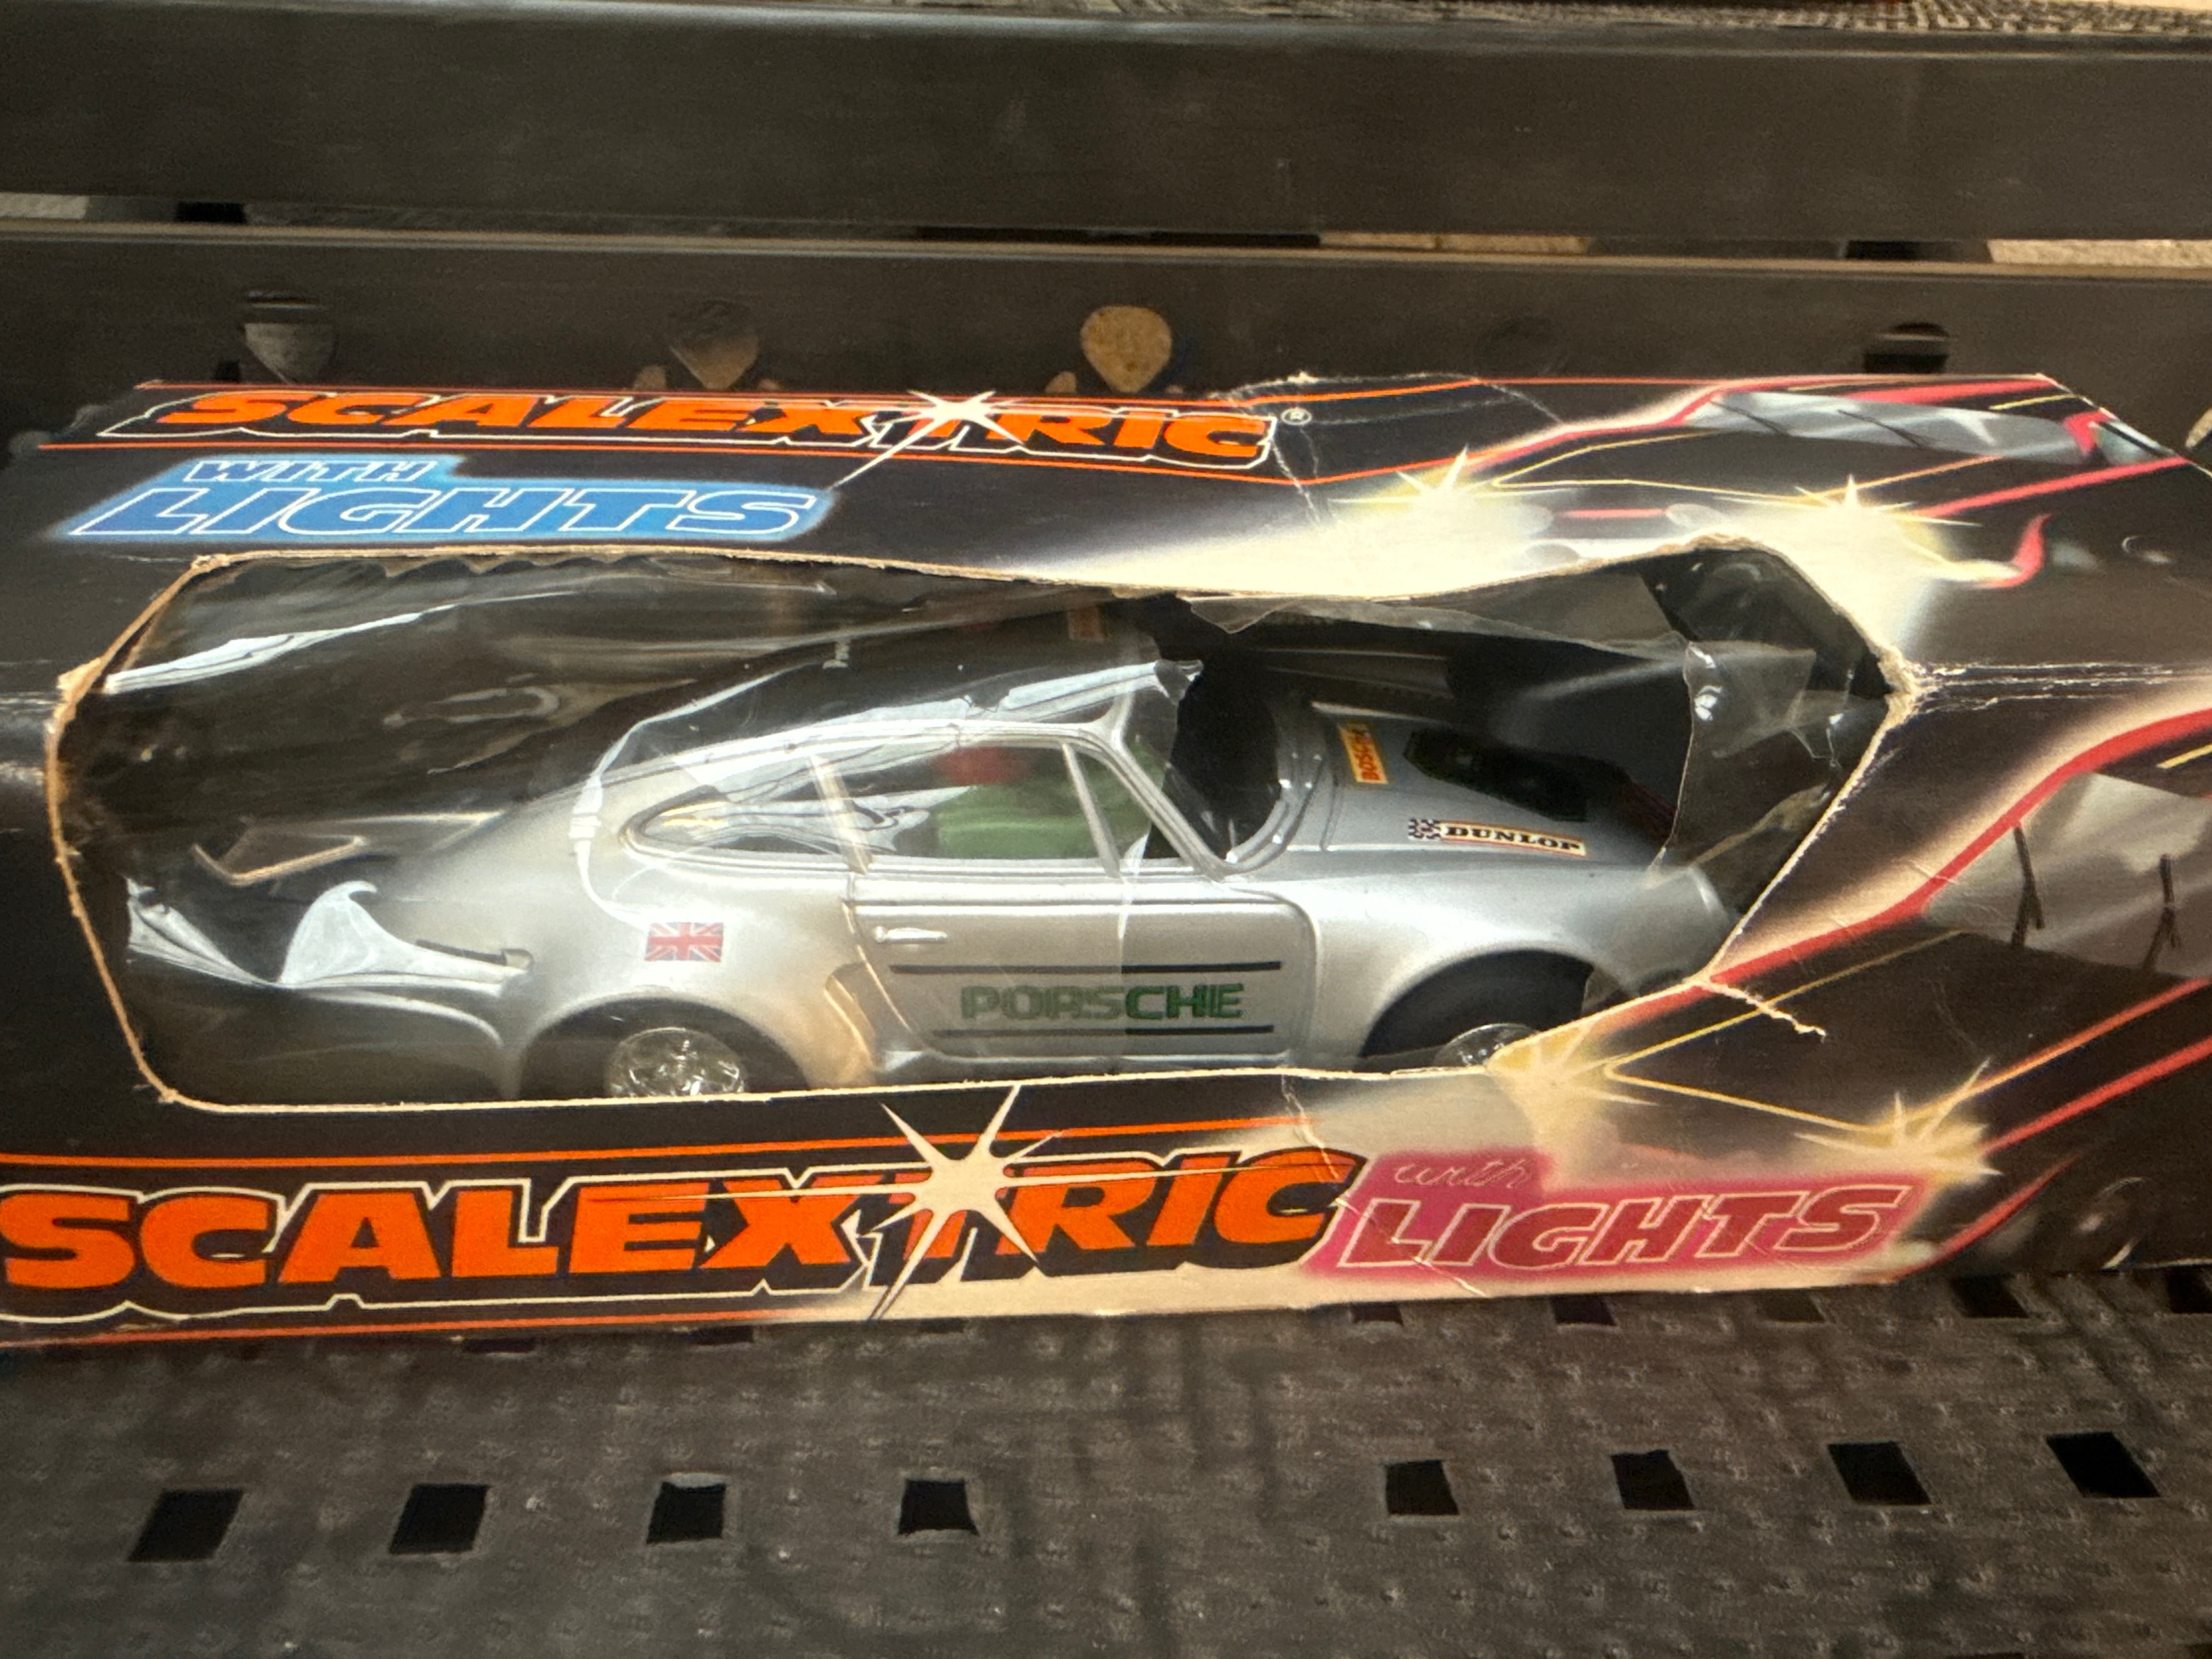 SCALEXTRIC®
WITH
LIGHTS
BOSCH
DUNLOP
PORSCHE
SCALEXTRIC with
LIGHTS